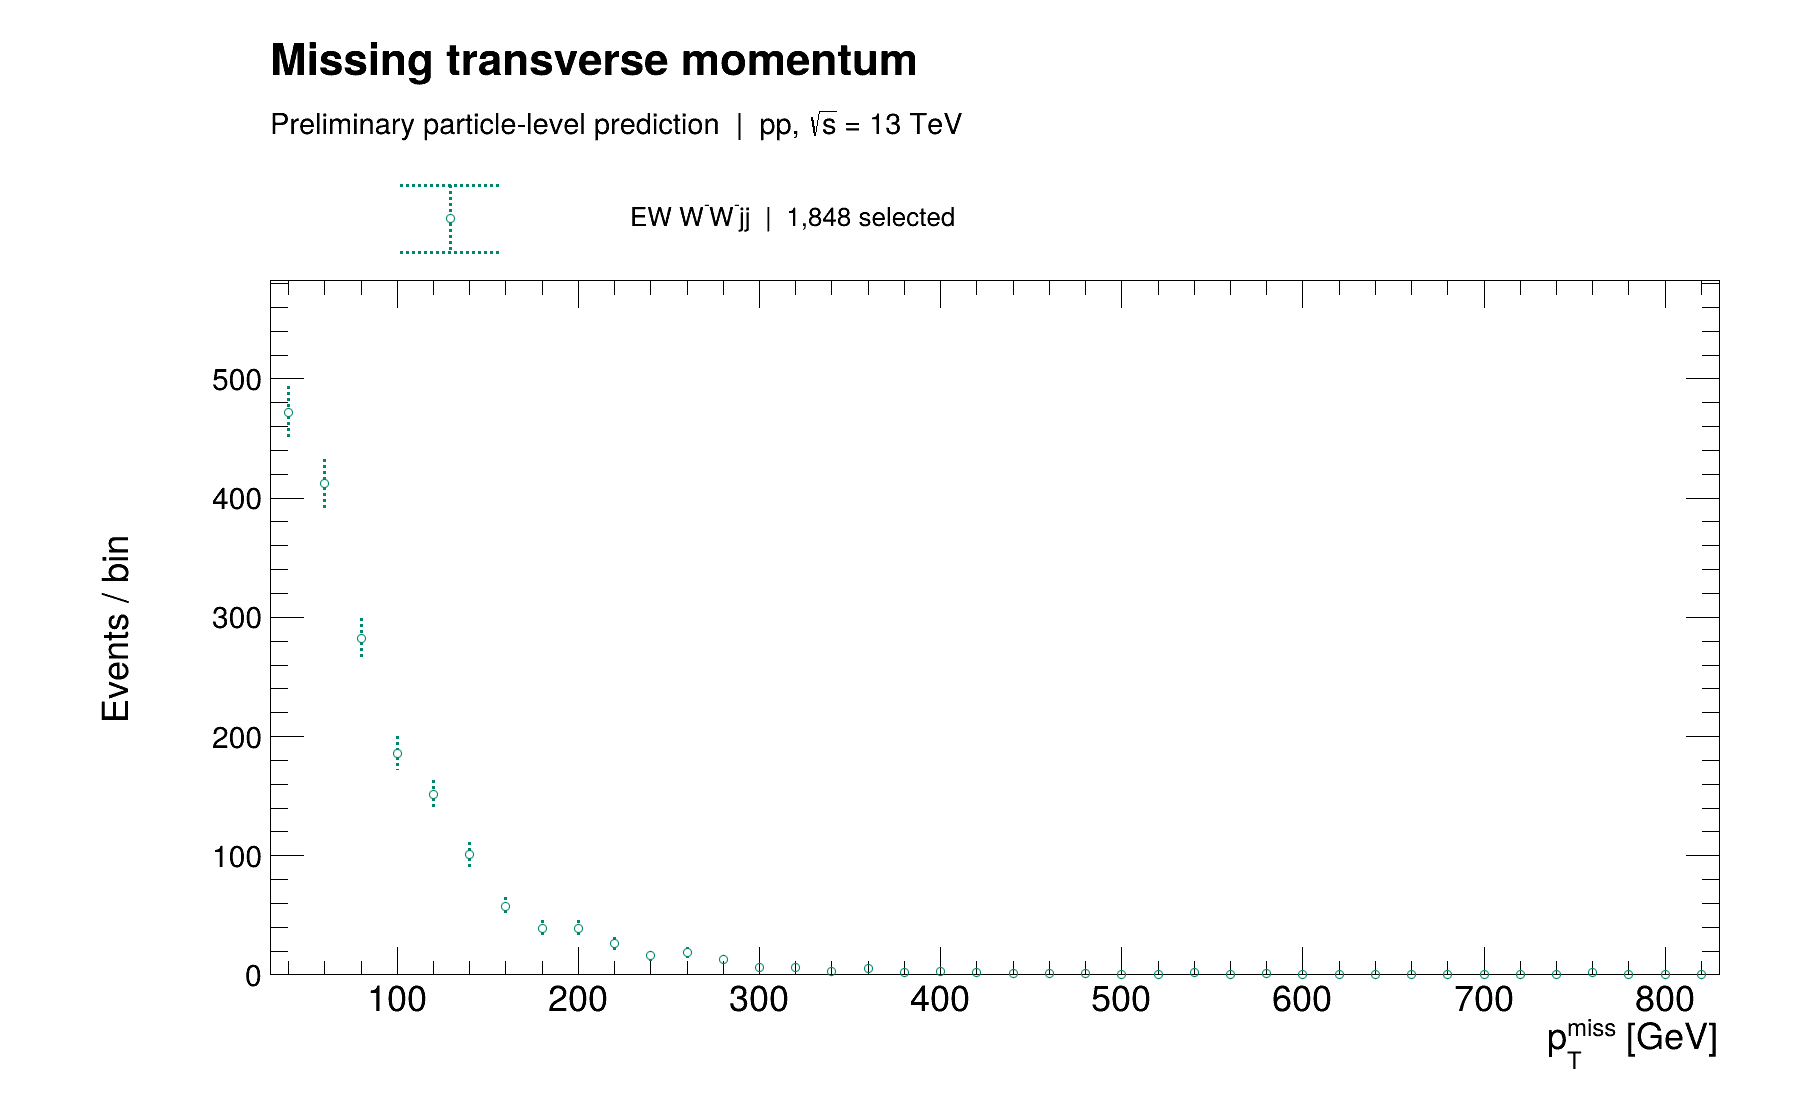 Missing transverse momentum
Preliminary particle-level prediction | pp, √s = 13 TeV
EW W⁻W⁻jj | 1,848 selected
500
400
300
200
100
0
Events / bin
100 200 300 400 500 600 700 800
p_T^miss [GeV]